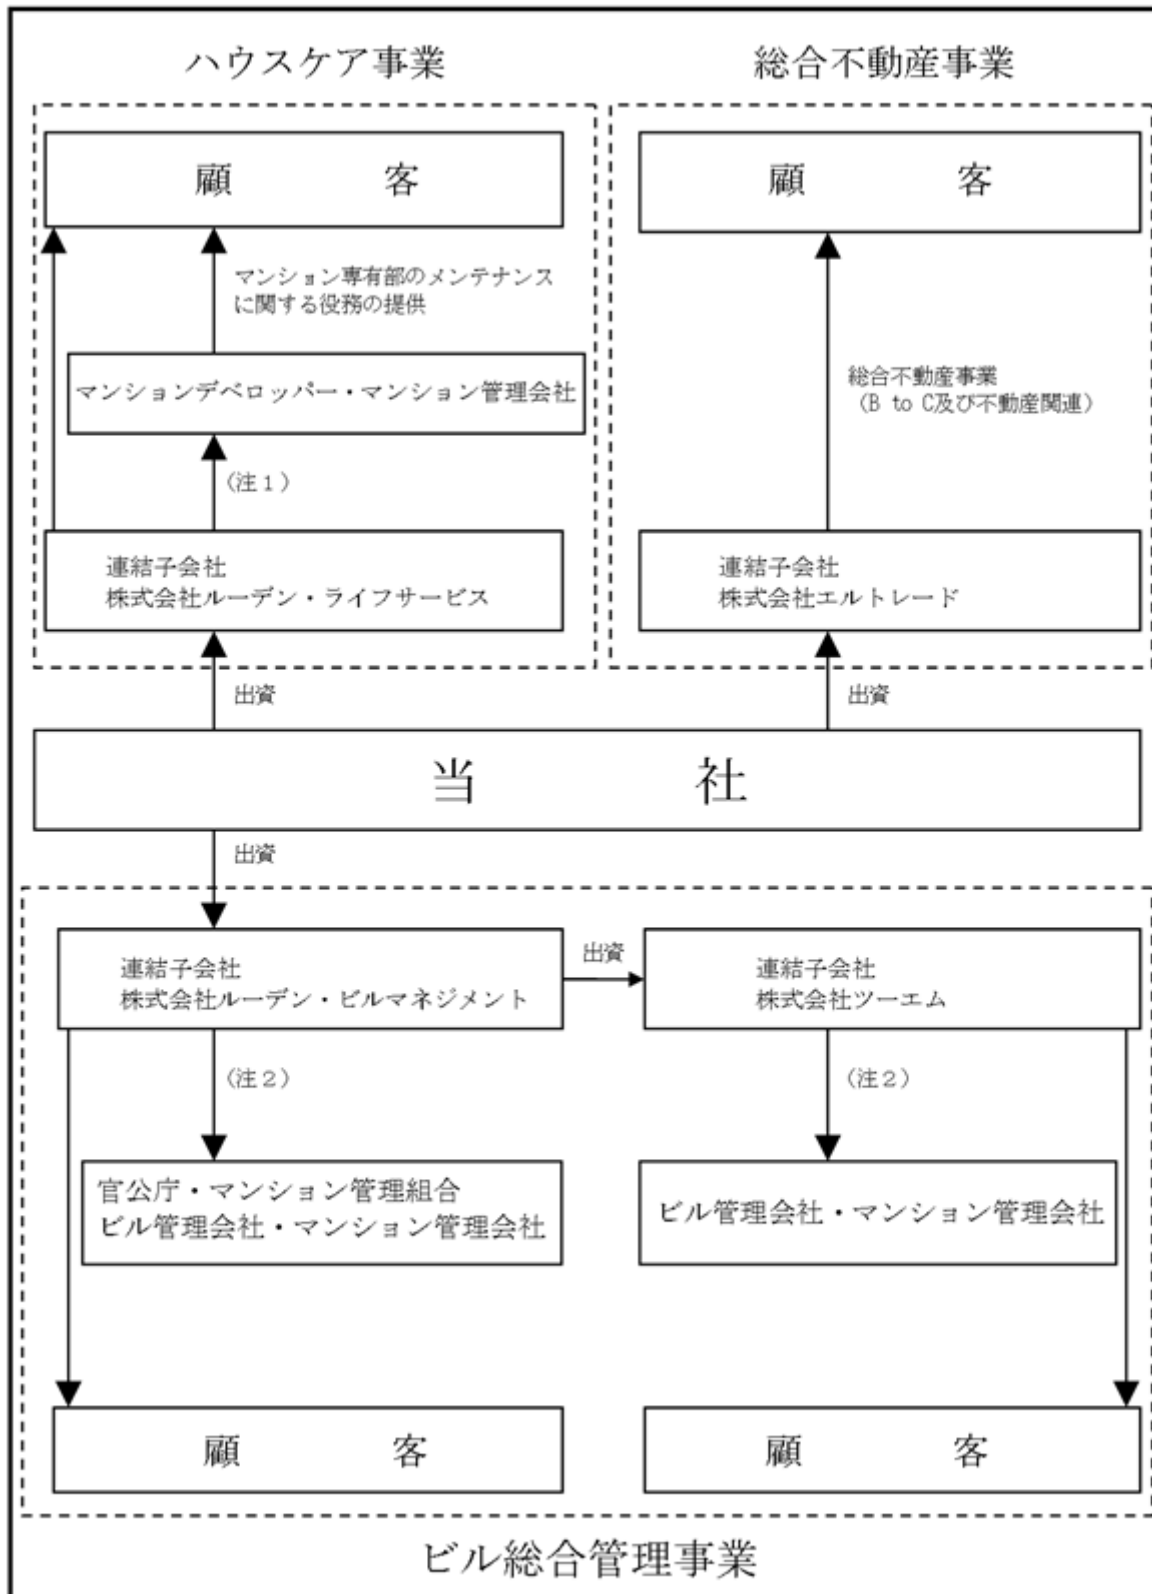 ハウスケア事業
総合不動産事業
顧　　　　客
顧　　　　客
マンション専有部のメンテナンス
に関する役務の提供
マンションデベロッパー・マンション管理会社
総合不動産事業
（B to C及び不動産関連）
（注１）
連結子会社
株式会社ルーデン・ライフサービス
連結子会社
株式会社エルトレード
出資
出資
当　　　　社
出資
連結子会社
株式会社ルーデン・ビルマネジメント
出資
連結子会社
株式会社ツーエム
（注２）
（注２）
官公庁・マンション管理組合
ビル管理会社・マンション管理会社
ビル管理会社・マンション管理会社
顧　　　　客
顧　　　　客
ビル総合管理事業